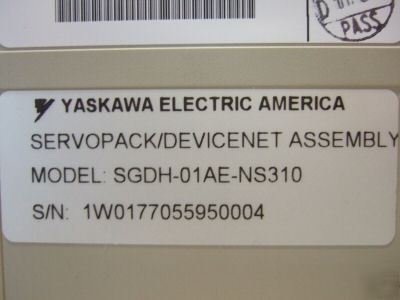 PASS
YASKAWA ELECTRIC AMERICA
SERVOPACK/DEVICENET ASSEMBLY
MODEL: SGDH-01AE-NS310
S/N: 1W0177055950004